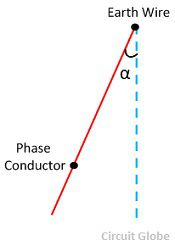 Earth Wire
α
Phase
Conductor
Circuit Globe